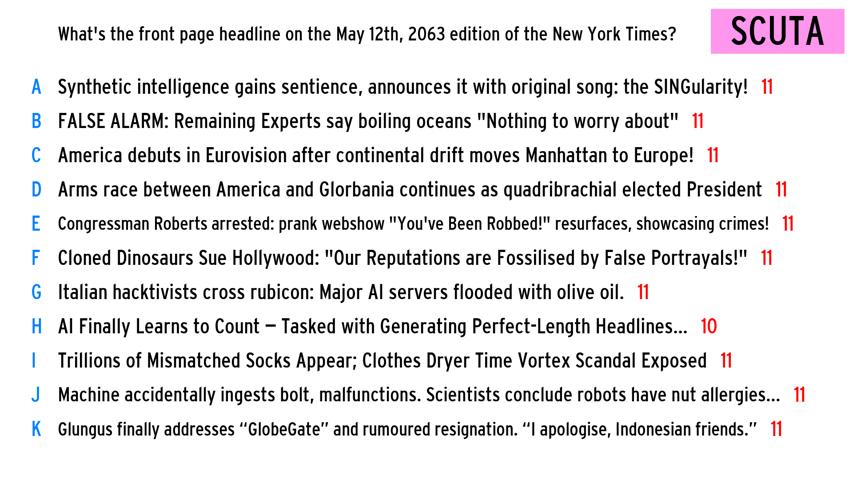 What's the front page headline on the May 12th, 2063 edition of the New York Times?
SCUTA
A Synthetic intelligence gains sentience, announces it with original song: the SINGularity! 11
B FALSE ALARM: Remaining Experts say boiling oceans "Nothing to worry about" 11
C America debuts in Eurovision after continental drift moves Manhattan to Europe! 11
D Arms race between America and Glorbania continues as quadribrachial elected President 11
E Congressman Roberts arrested: prank webshow "You've Been Robbed!" resurfaces, showcasing crimes! 11
F Cloned Dinosaurs Sue Hollywood: "Our Reputations are Fossilised by False Portrayals!" 11
G Italian hacktivists cross rubicon: Major AI servers flooded with olive oil. 11
H AI Finally Learns to Count – Tasked with Generating Perfect-Length Headlines... 10
I Trillions of Mismatched Socks Appear; Clothes Dryer Time Vortex Scandal Exposed 11
J Machine accidentally ingests bolt, malfunctions. Scientists conclude robots have nut allergies... 11
K Glungus finally addresses “GlobeGate” and rumoured resignation. “I apologise, Indonesian friends.” 11